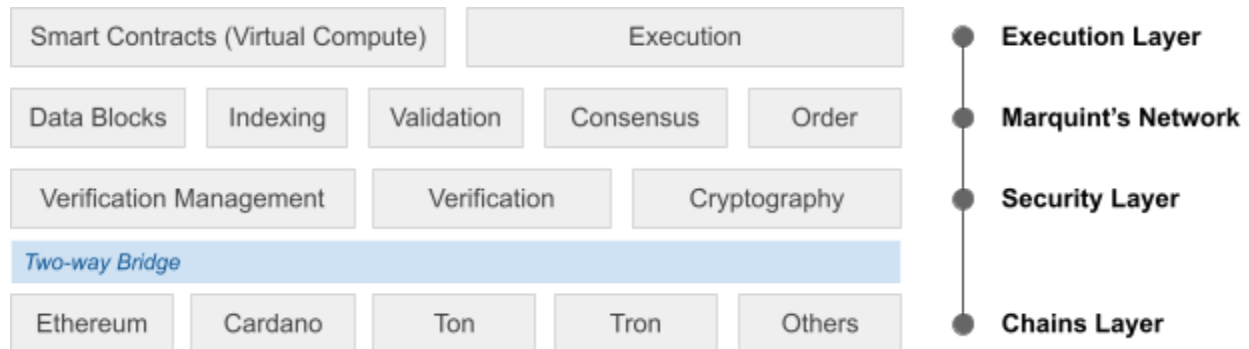 Smart Contracts (Virtual Compute) Execution Execution Layer
Data Blocks Indexing Validation Consensus Order Marquint's Network
Verification Management Verification Cryptography Security Layer
Two-way Bridge
Ethereum Cardano Ton Tron Others Chains Layer